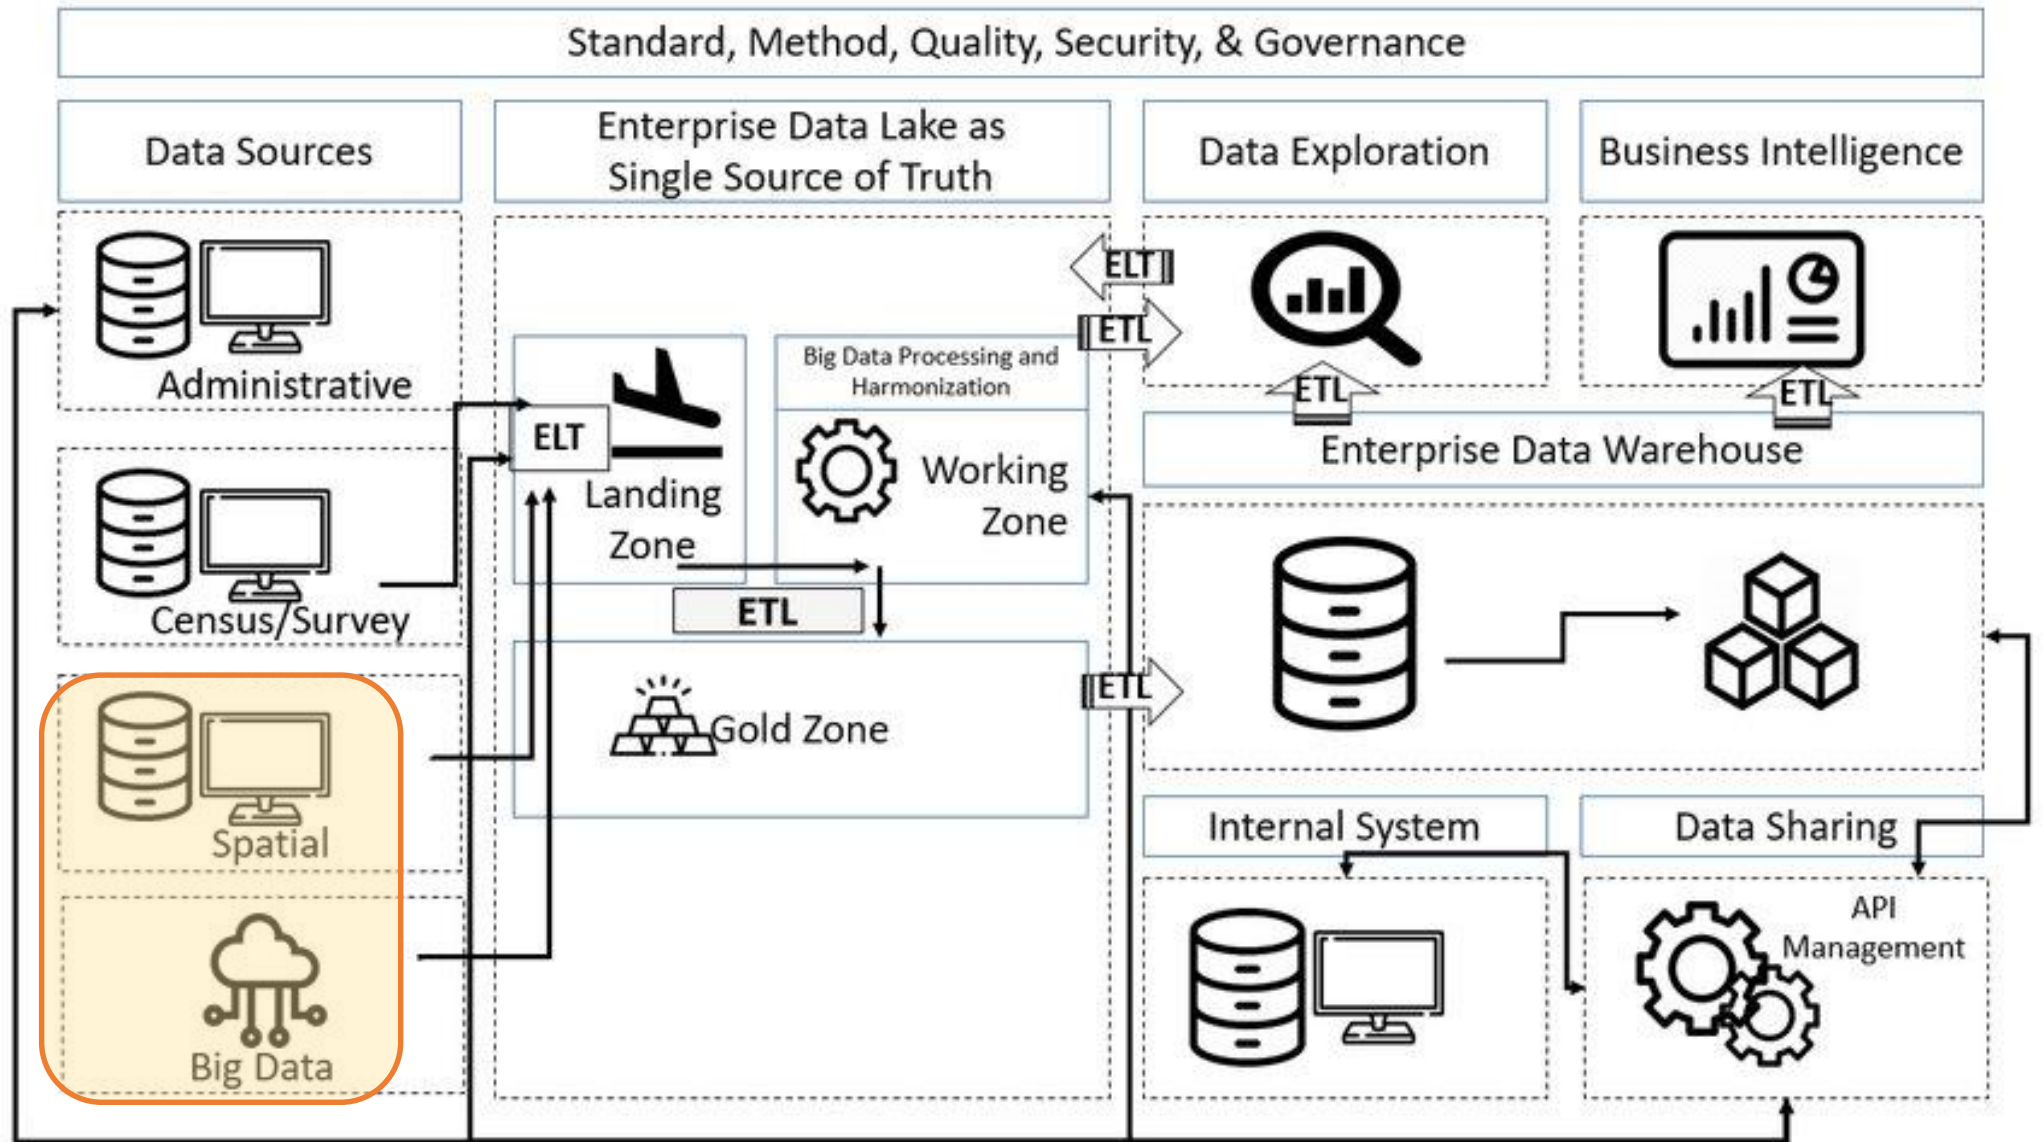 Standard, Method, Quality, Security, & Governance
Data Sources
Enterprise Data Lake as
Single Source of Truth
Data Exploration
Business Intelligence
Administrative
Census/Survey
Spatial
Big Data
ELT
Landing
Zone
Big Data Processing and
Harmonization
Working
Zone
ETL
Gold Zone
ELT
ETL
ETL
ETL
ETL
Enterprise Data Warehouse
Internal System
Data Sharing
API
Management